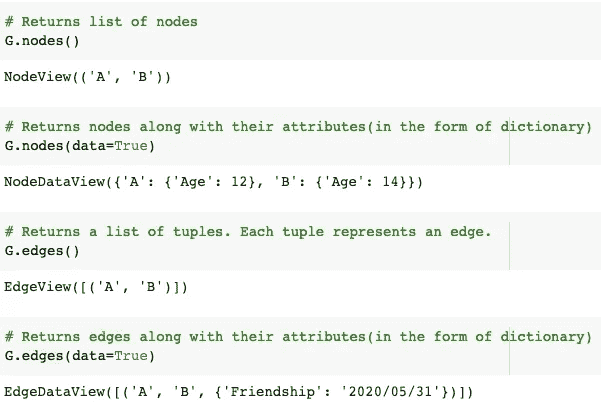 # Returns list of nodes
G.nodes()
NodeView(('A', 'B'))
# Returns nodes along with their attributes(in the form of dictionary)
G.nodes(data=True)
NodeDataView({'A': {'Age': 12}, 'B': {'Age': 14}})
# Returns a list of tuples. Each tuple represents an edge.
G.edges()
EdgeView([('A', 'B')])
# Returns edges along with their attributes(in the form of dictionary)
G.edges(data=True)
EdgeDataView([('A', 'B', {'Friendship': '2020/05/31'})])